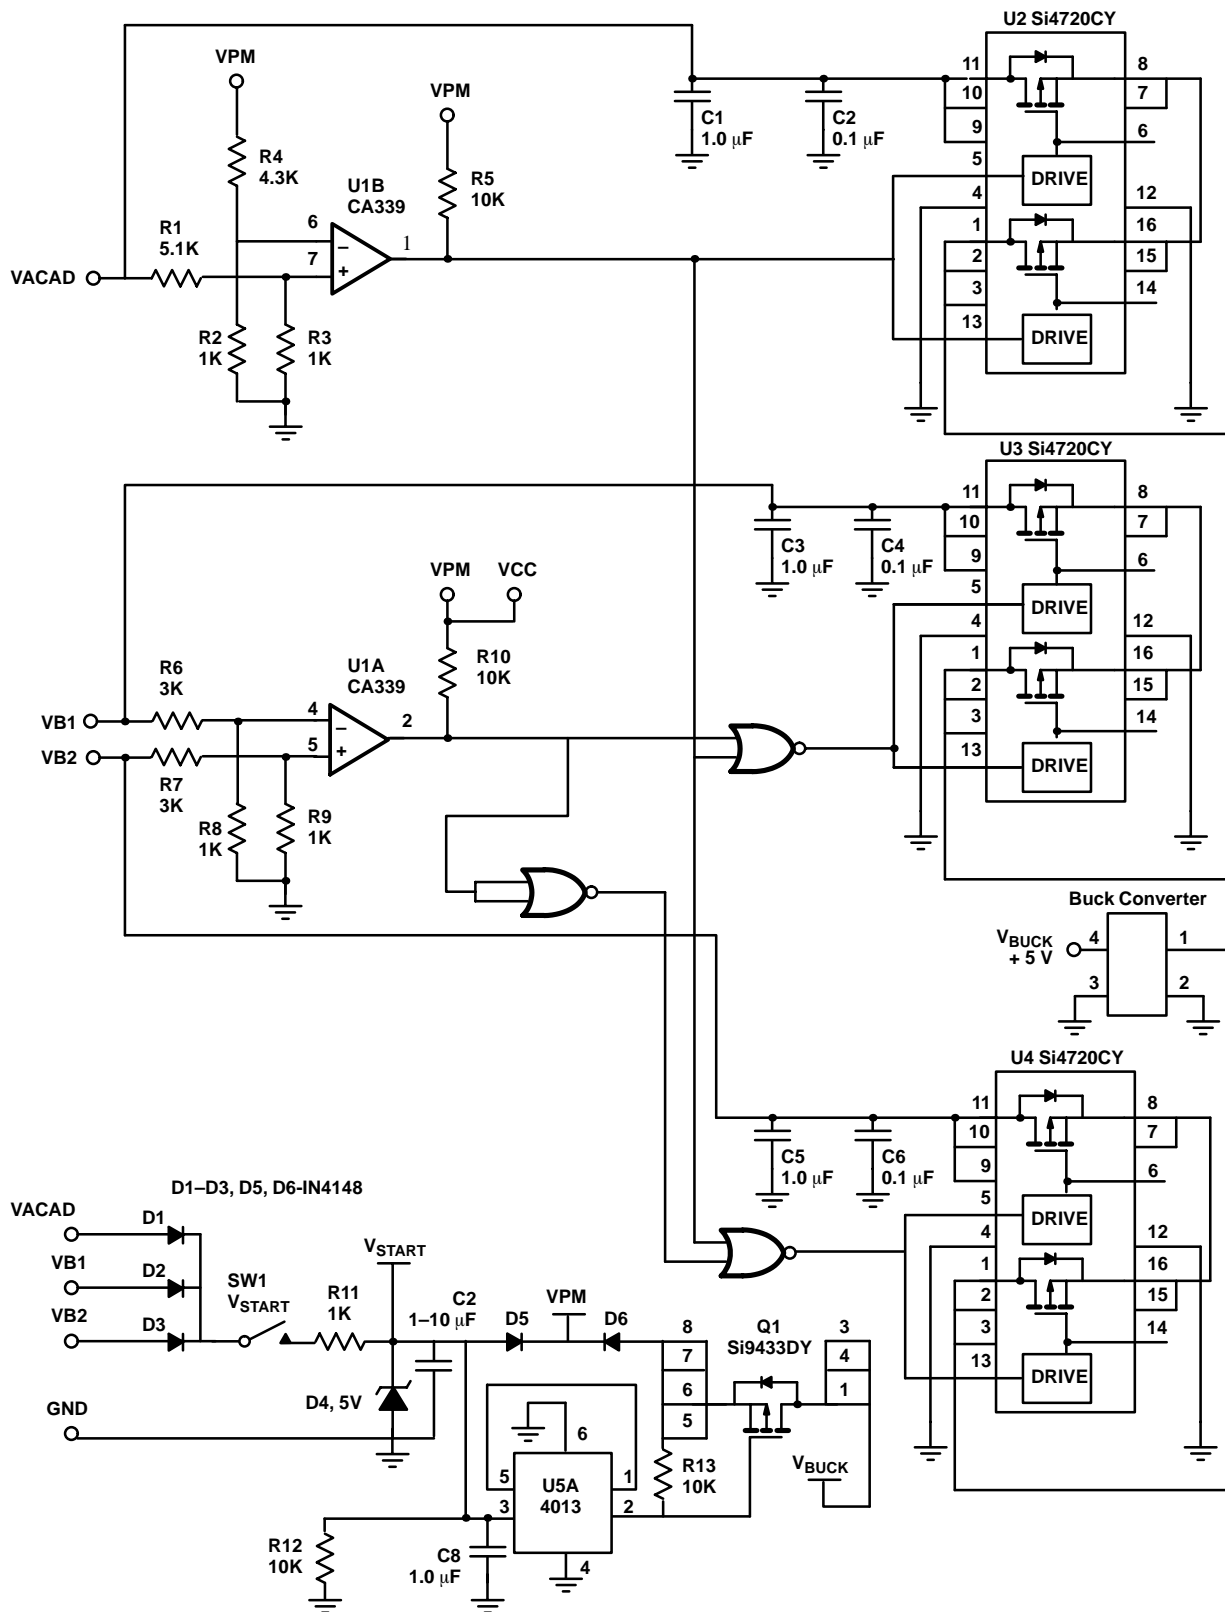 U2 Si4720CY
VPM
VPM
R4
4.3K
R5
10K
C1
1.0 µF
C2
0.1 µF
11
10
9
5
4
1
2
3
13
8
7
6
12
16
15
14
DRIVE
DRIVE
U1B
CA339
6
7
1
−
+
R1
5.1K
VACAD
R2
1K
R3
1K
U3 Si4720CY
11
10
9
5
4
1
2
3
13
8
7
6
12
16
15
14
DRIVE
DRIVE
C3
1.0 µF
C4
0.1 µF
VPM
VCC
R10
10K
U1A
CA339
R6
3K
VB1
VB2
R7
3K
4
5
2
−
+
R8
1K
R9
1K
Buck Converter
VBUCK
+ 5 V
4
3
1
2
U4 Si4720CY
11
10
9
5
4
1
2
3
13
8
7
6
12
16
15
14
DRIVE
DRIVE
C5
1.0 µF
C6
0.1 µF
D1–D3, D5, D6-IN4148
VACAD
D1
VB1
D2
VB2
D3
GND
SW1
VSTART
R11
1K
VSTART
C2
1–10 µF
D4, 5V
D5
VPM
D6
8
7
6
5
Q1
Si9433DY
3
4
1
VBUCK
R13
10K
U5A
4013
6
5
3
1
2
4
R12
10K
C8
1.0 µF